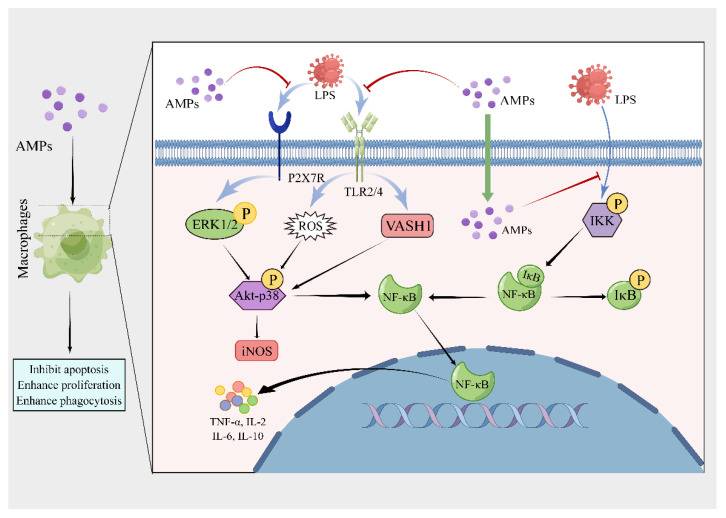 AMPs
Macrophages
Inhibit apoptosis
Enhance proliferation
Enhance phagocytosis
AMPs
LPS
AMPs
LPS
P2X7R
TLR2/4
ERK1/2
P
ROS
VASH1
AMPs
P
IKK
P
Akt-p38
NF-κB
IκB
NF-κB
P
IκB
iNOS
NF-κB
TNF-α, IL-2
IL-6, IL-10